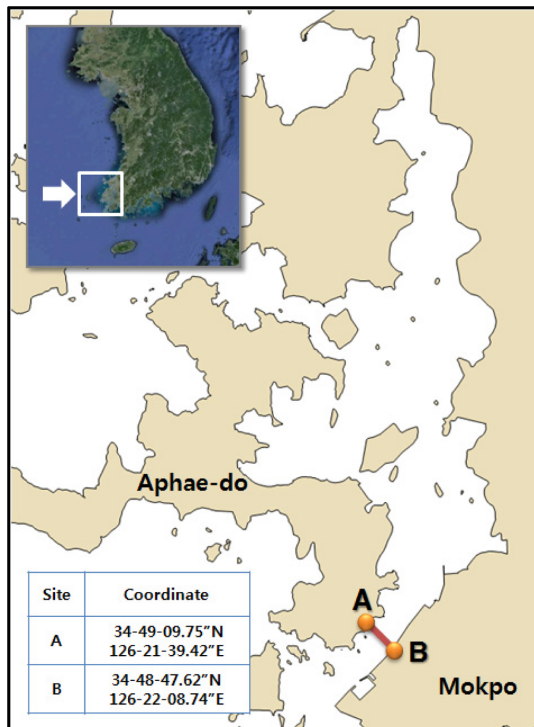 Aphae-do
A
B
Mokpo
Site Coordinate
A 34-49-09.75”N
126-21-39.42”E
B 34-48-47.62”N
126-22-08.74”E